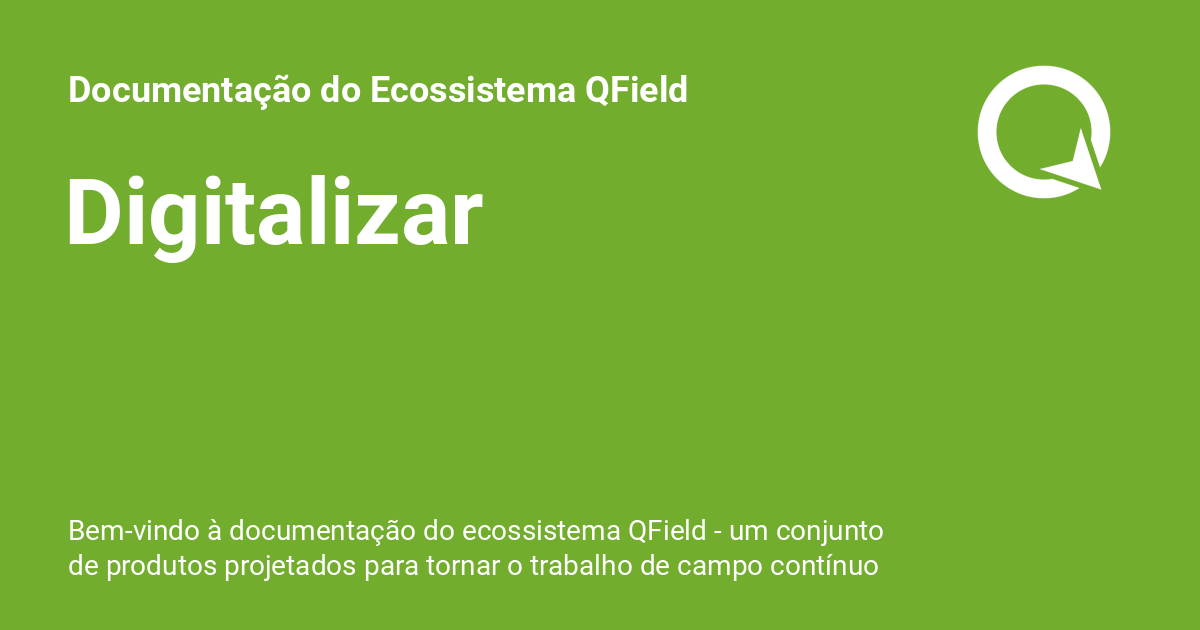 Documentação do Ecossistema QField
Digitalizar
Bem-vindo à documentação do ecossistema QField - um conjunto
de produtos projetados para tornar o trabalho de campo contínuo